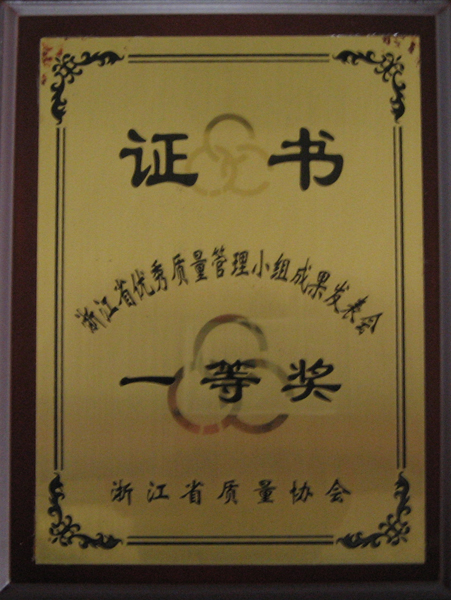 证书
浙江省优秀质量管理小组成果发表会
一等奖
浙江省质量协会